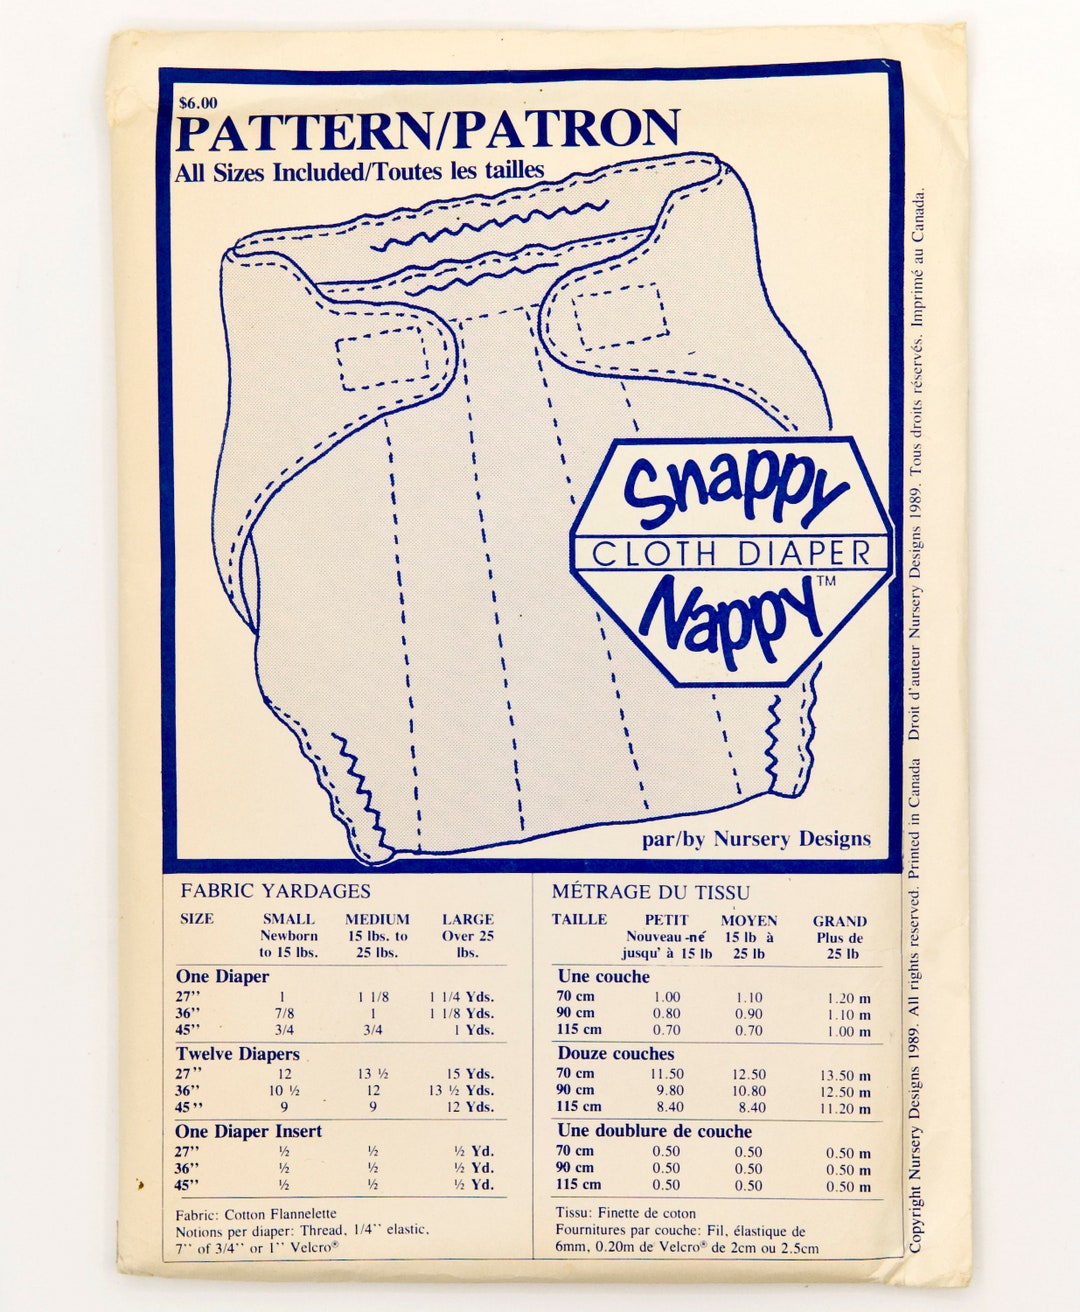 $6.00
PATTERN/PATRON
All Sizes Included/Toutes les tailles
Snappy
CLOTH DIAPER
Nappy™
par/by Nursery Designs
FABRIC YARDAGES
SIZE SMALL MEDIUM LARGE
Newborn 15 lbs. to Over 25
to 15 lbs. 25 lbs. lbs.
One Diaper
27'' 1 1 1/8 1 1/4 Yds.
36'' 7/8 1 1 1/8 Yds.
45'' 3/4 3/4 1 Yds.
Twelve Diapers
27'' 12 13 ½ 15 Yds.
36'' 10 ½ 12 13 ½ Yds.
45'' 9 9 12 Yds.
One Diaper Insert
27'' ½ ½ ½ Yd.
36'' ½ ½ ½ Yd.
45'' ½ ½ ½ Yd.
Fabric: Cotton Flannelette
Notions per diaper: Thread, 1/4'' elastic,
7'' of 3/4'' or 1'' Velcro®
MÉTRAGE DU TISSU
TAILLE PETIT MOYEN GRAND
Nouveau-né 15 lb à Plus de
jusqu' à 15 lb 25 lb 25 lb
Une couche
70 cm 1.00 1.10 1.20 m
90 cm 0.80 0.90 1.10 m
115 cm 0.70 0.70 1.00 m
Douze couches
70 cm 11.50 12.50 13.50 m
90 cm 9.80 10.80 12.50 m
115 cm 8.40 8.40 11.20 m
Une doublure de couche
70 cm 0.50 0.50 0.50 m
90 cm 0.50 0.50 0.50 m
115 cm 0.50 0.50 0.50 m
Tissu: Finette de coton
Fournitures par couche: Fil, élastique de
6mm, 0.20m de Velcro® de 2cm ou 2.5cm
Copyright Nursery Designs 1989. All rights reserved. Printed in Canada Droit d'auteur Nursery Designs 1989. Tous droits réservés. Imprimé au Canada.